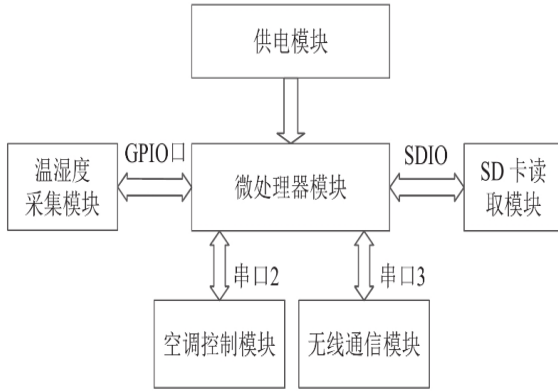 供电模块
GPIO口
SDIO
温湿度
采集模块
微处理器模块
SD 卡读
取模块
串口2
串口3
空调控制模块
无线通信模块